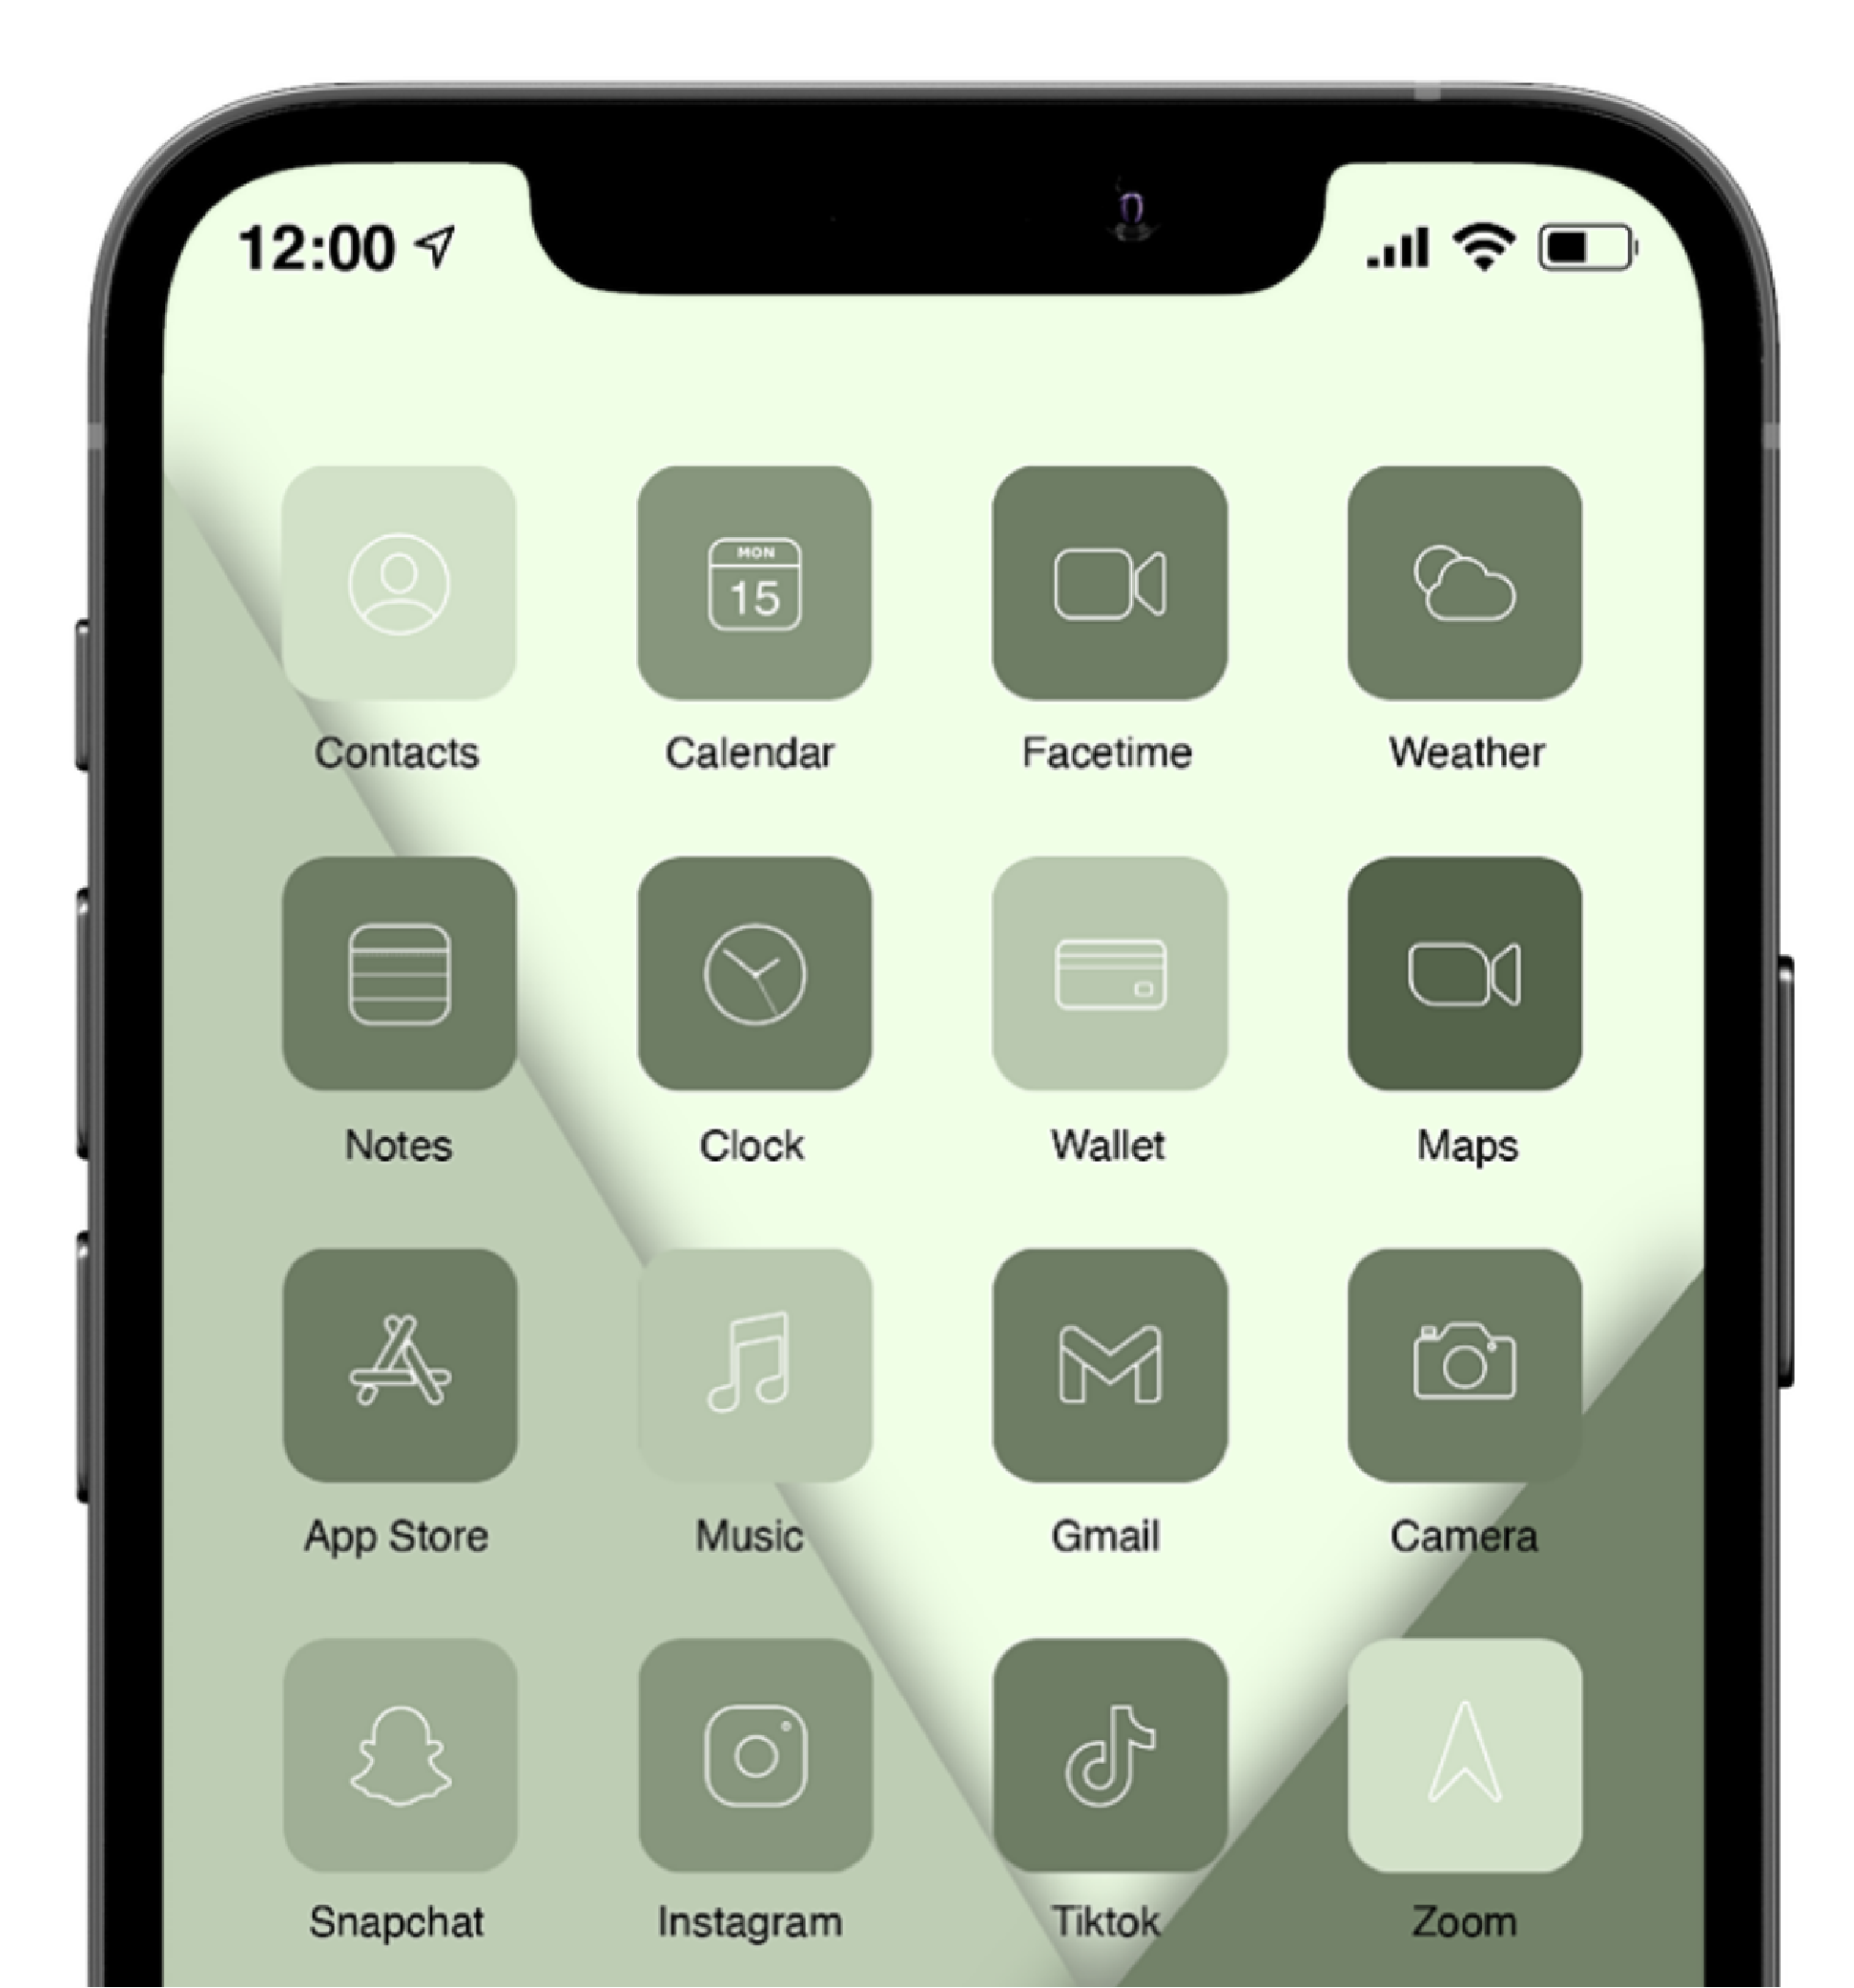 12:00
MON
15
Contacts Calendar Facetime Weather
Notes Clock Wallet Maps
App Store Music Gmail Camera
Snapchat Instagram Tiktok Zoom